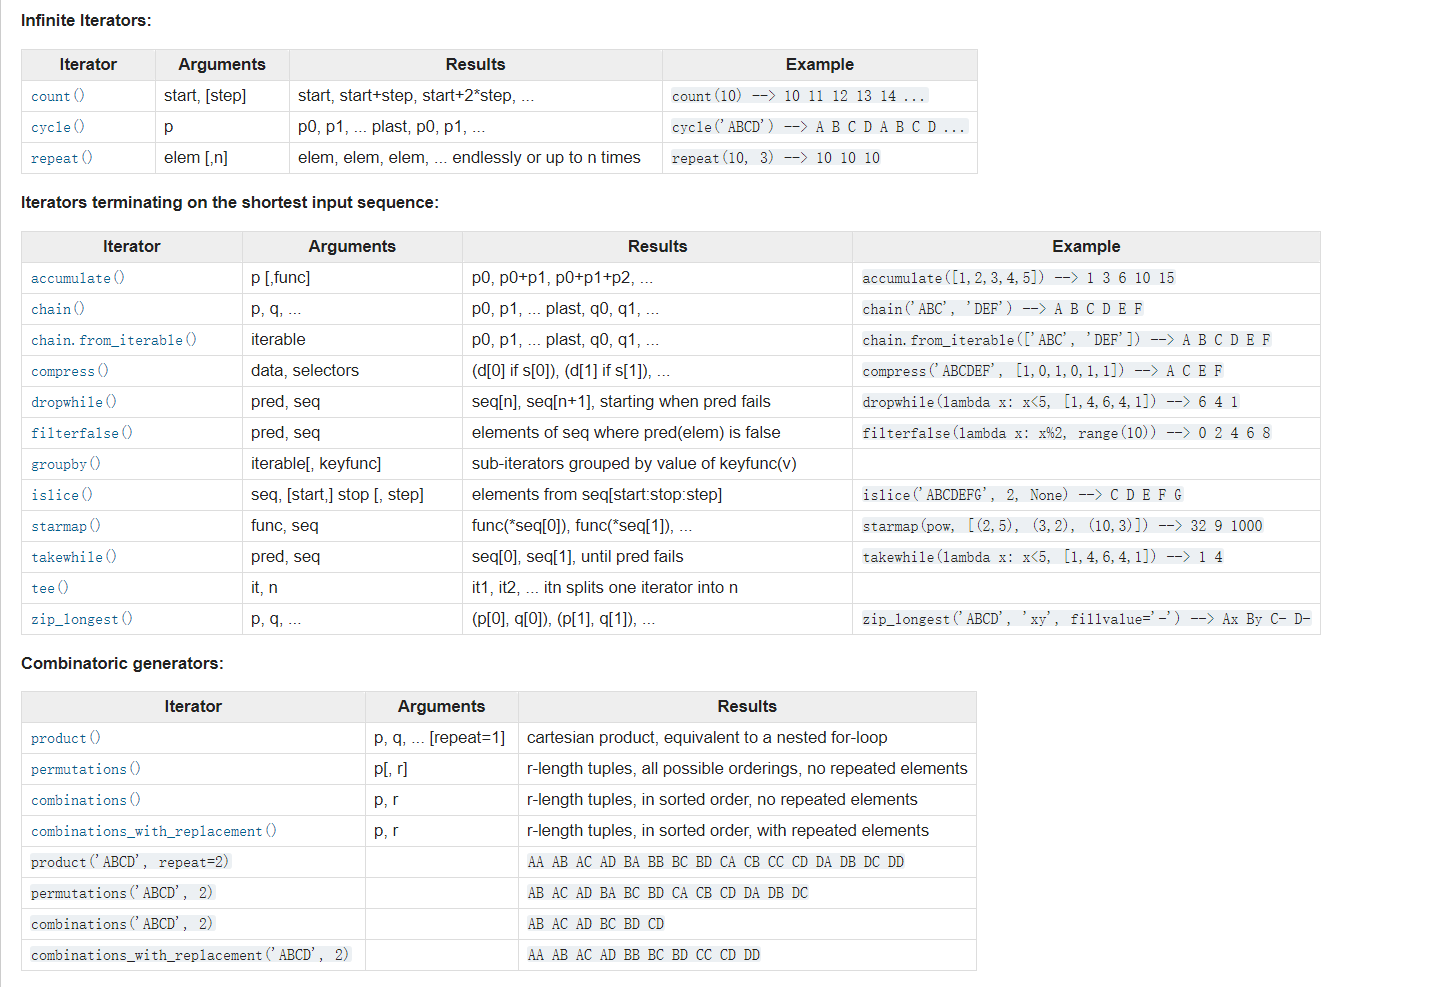 Infinite Iterators:
Iterator Arguments Results Example
count() start, [step] start, start+step, start+2*step, ... count(10) --> 10 11 12 13 14 ...
cycle() p p0, p1, ... plast, p0, p1, ... cycle('ABCD') --> A B C D A B C D ...
repeat() elem [,n] elem, elem, elem, ... endlessly or up to n times repeat(10, 3) --> 10 10 10
Iterators terminating on the shortest input sequence:
Iterator Arguments Results Example
accumulate() p [,func] p0, p0+p1, p0+p1+p2, ... accumulate([1,2,3,4,5]) --> 1 3 6 10 15
chain() p, q, ... p0, p1, ... plast, q0, q1, ... chain('ABC', 'DEF') --> A B C D E F
chain.from_iterable() iterable p0, p1, ... plast, q0, q1, ... chain.from_iterable(['ABC', 'DEF']) --> A B C D E F
compress() data, selectors (d[0] if s[0]), (d[1] if s[1]), ... compress('ABCDEF', [1,0,1,0,1,1]) --> A C E F
dropwhile() pred, seq seq[n], seq[n+1], starting when pred fails dropwhile(lambda x: x<5, [1,4,6,4,1]) --> 6 4 1
filterfalse() pred, seq elements of seq where pred(elem) is false filterfalse(lambda x: x%2, range(10)) --> 0 2 4 6 8
groupby() iterable[, keyfunc] sub-iterators grouped by value of keyfunc(v)
islice() seq, [start,] stop [, step] elements from seq[start:stop:step] islice('ABCDEFG', 2, None) --> C D E F G
starmap() func, seq func(*seq[0]), func(*seq[1]), ... starmap(pow, [(2,5), (3,2), (10,3)]) --> 32 9 1000
takewhile() pred, seq seq[0], seq[1], until pred fails takewhile(lambda x: x<5, [1,4,6,4,1]) --> 1 4
tee() it, n it1, it2, ... itn splits one iterator into n
zip_longest() p, q, ... (p[0], q[0]), (p[1], q[1]), ... zip_longest('ABCD', 'xy', fillvalue='-') --> Ax By C- D-
Combinatoric generators:
Iterator Arguments Results
product() p, q, ... [repeat=1] cartesian product, equivalent to a nested for-loop
permutations() p[, r] r-length tuples, all possible orderings, no repeated elements
combinations() p, r r-length tuples, in sorted order, no repeated elements
combinations_with_replacement() p, r r-length tuples, in sorted order, with repeated elements
product('ABCD', repeat=2) AA AB AC AD BA BB BC BD CA CB CC CD DA DB DC DD
permutations('ABCD', 2) AB AC AD BA BC BD CA CB CD DA DB DC
combinations('ABCD', 2) AB AC AD BC BD CD
combinations_with_replacement('ABCD', 2) AA AB AC AD BB BC BD CC CD DD